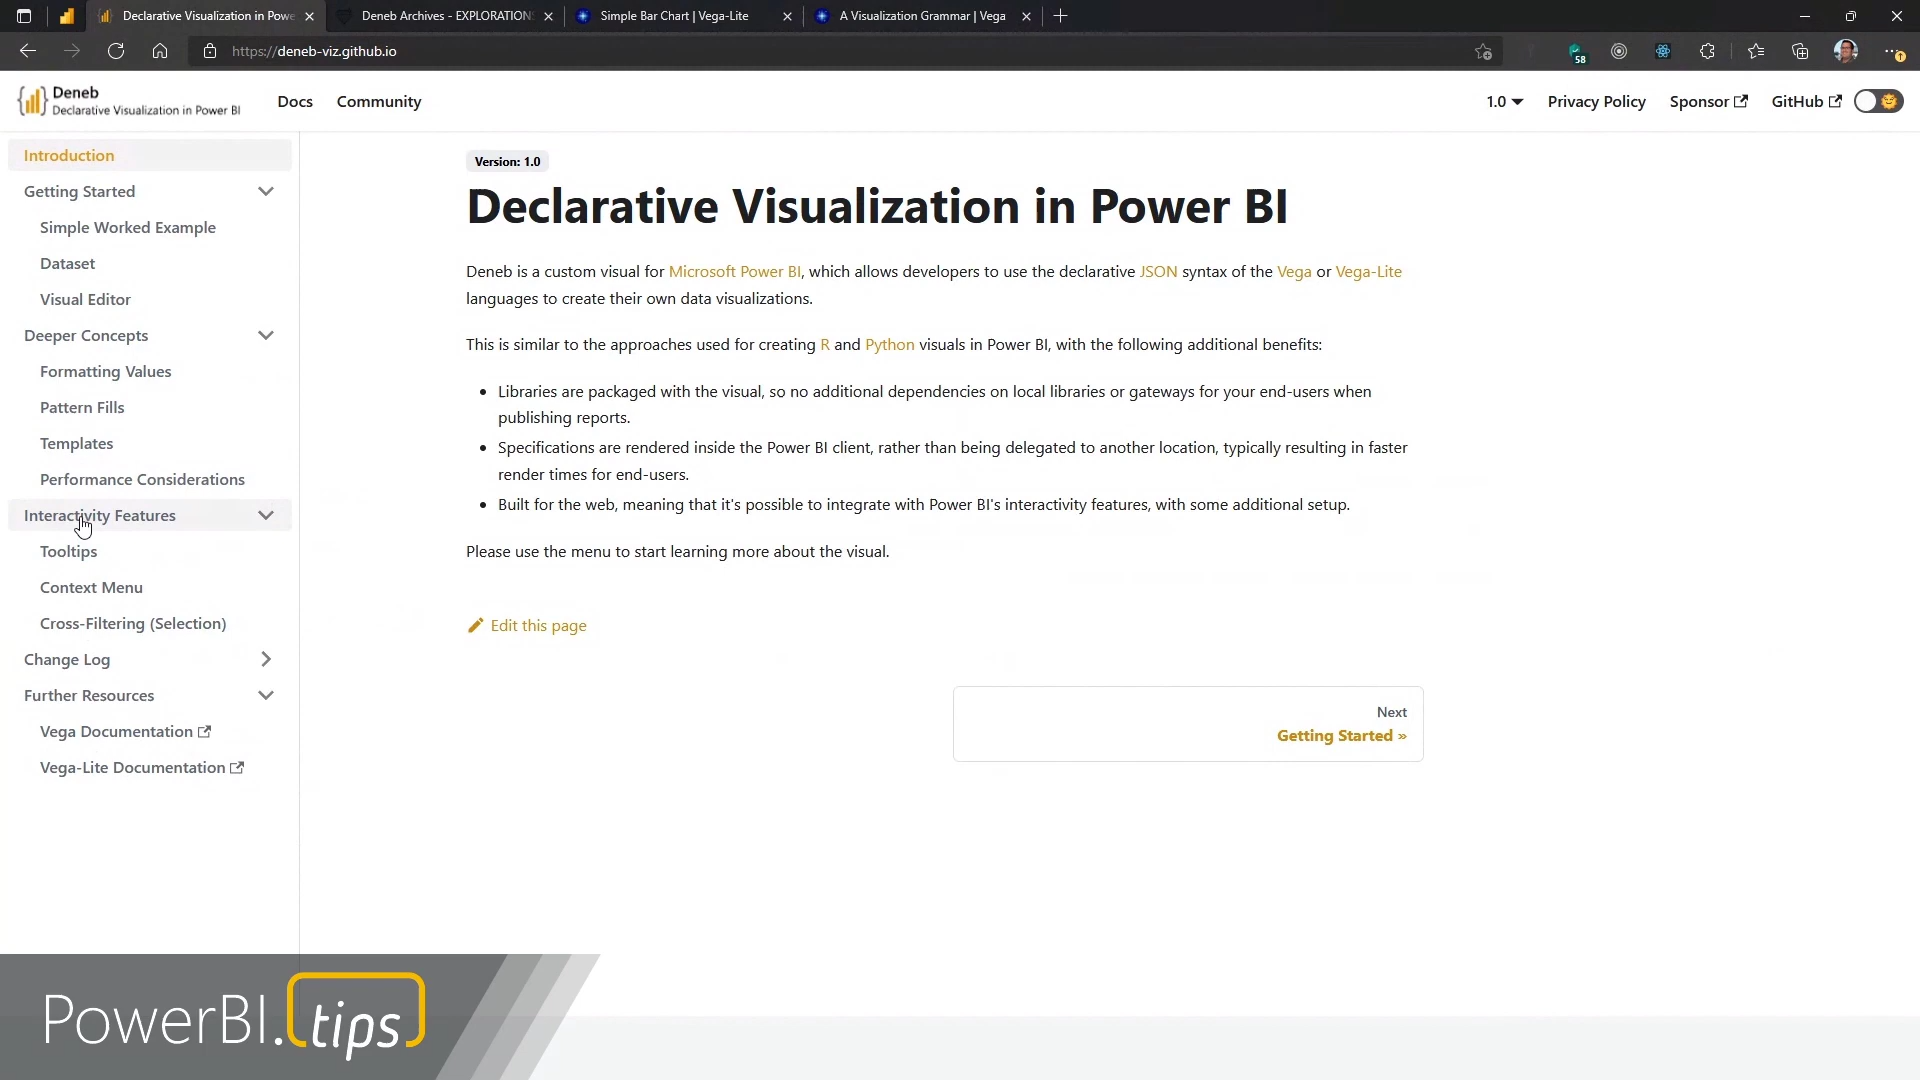 Declarative Visualization in Powe
Deneb Archives - EXPLORATION
Simple Bar Chart | Vega-Lite
A Visualization Grammar | Vega
https://deneb-viz.github.io
58
Deneb
Declarative Visualization in Power BI
Docs
Community
1.0
Privacy Policy
Sponsor
GitHub
Introduction
Getting Started
Simple Worked Example
Dataset
Visual Editor
Deeper Concepts
Formatting Values
Pattern Fills
Templates
Performance Considerations
Interactivity Features
Tooltips
Context Menu
Cross-Filtering (Selection)
Change Log
Further Resources
Vega Documentation
Vega-Lite Documentation
Version: 1.0
Declarative Visualization in Power BI
Deneb is a custom visual for Microsoft Power BI, which allows developers to use the declarative JSON syntax of the Vega or Vega-Lite
languages to create their own data visualizations.
This is similar to the approaches used for creating R and Python visuals in Power BI, with the following additional benefits:
• Libraries are packaged with the visual, so no additional dependencies on local libraries or gateways for your end-users when
publishing reports.
• Specifications are rendered inside the Power BI client, rather than being delegated to another location, typically resulting in faster
render times for end-users.
• Built for the web, meaning that it's possible to integrate with Power BI's interactivity features, with some additional setup.
Please use the menu to start learning more about the visual.
Edit this page
Next
Getting Started »
PowerBI.tips